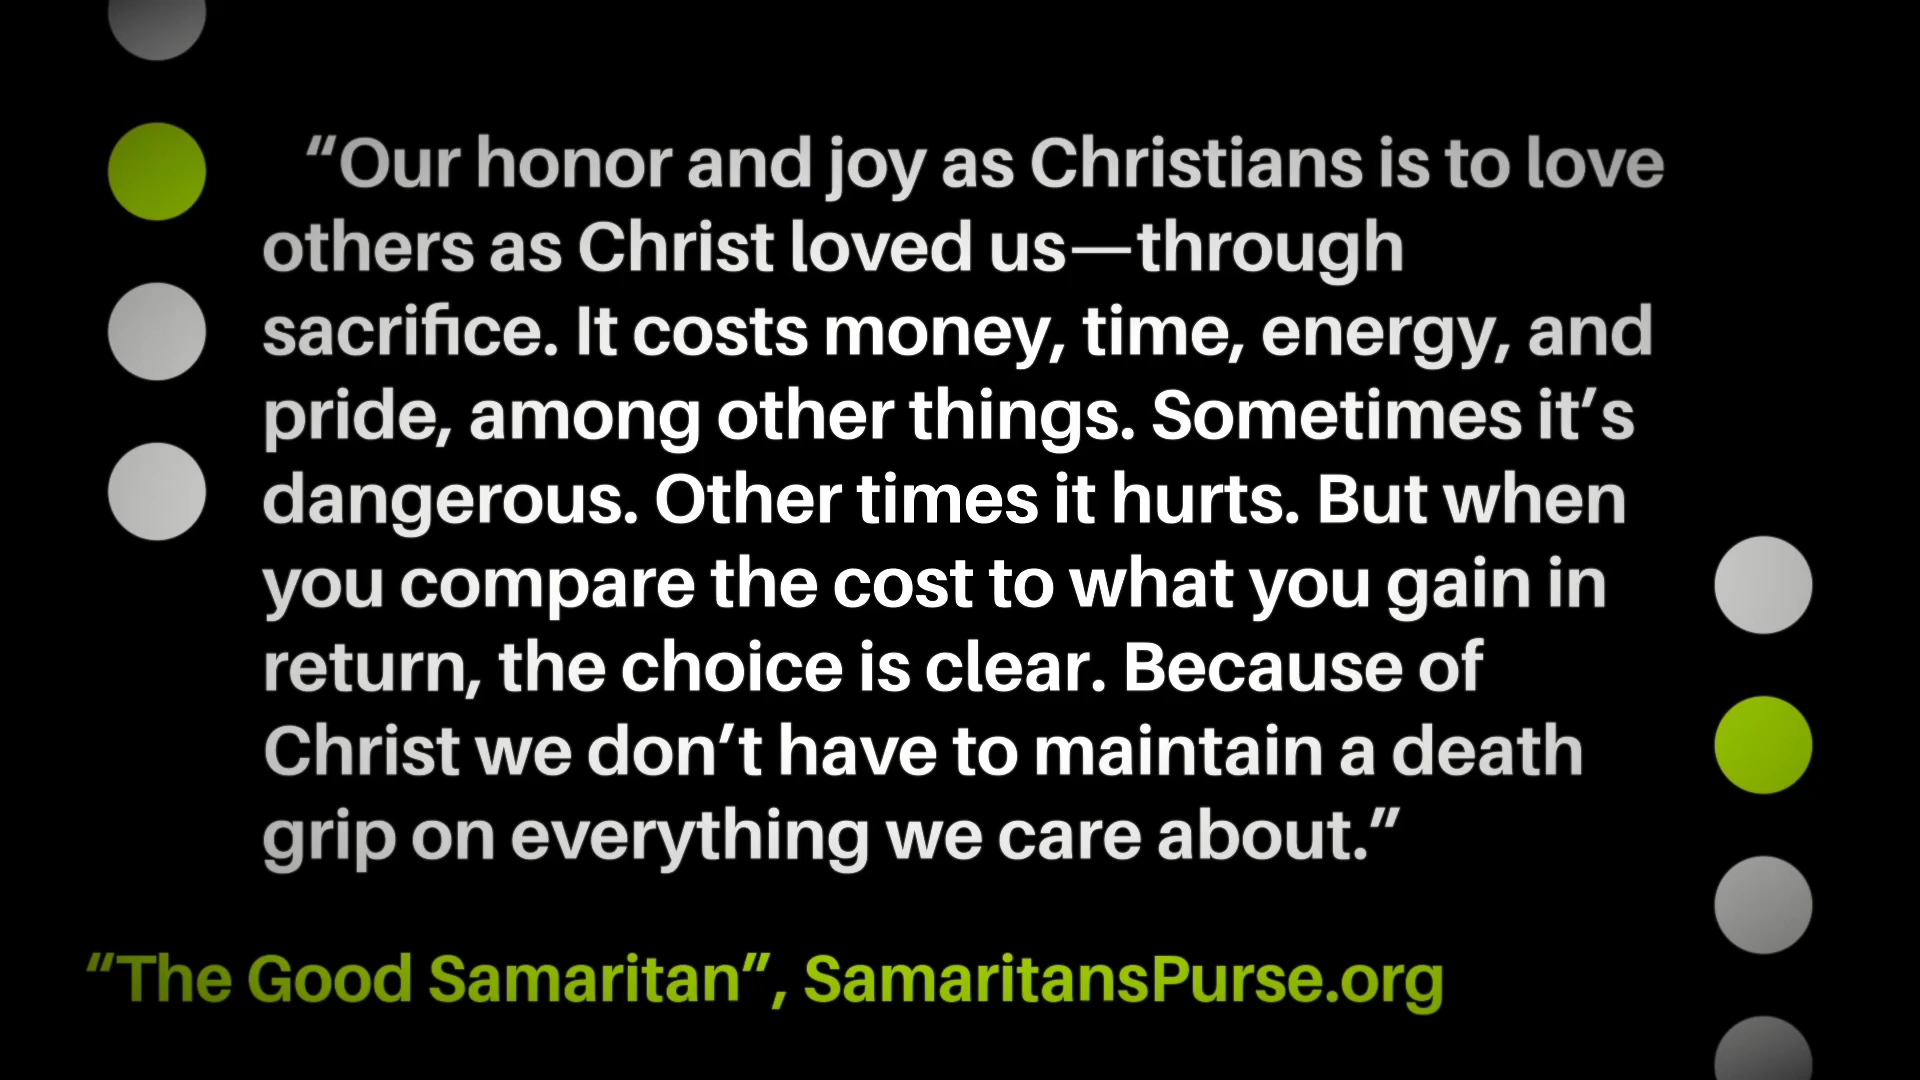 “Our honor and joy as Christians is to love
others as Christ loved us—through
sacrifice. It costs money, time, energy, and
pride, among other things. Sometimes it’s
dangerous. Other times it hurts. But when
you compare the cost to what you gain in
return, the choice is clear. Because of
Christ we don’t have to maintain a death
grip on everything we care about.”
“The Good Samaritan”, SamaritansPurse.org